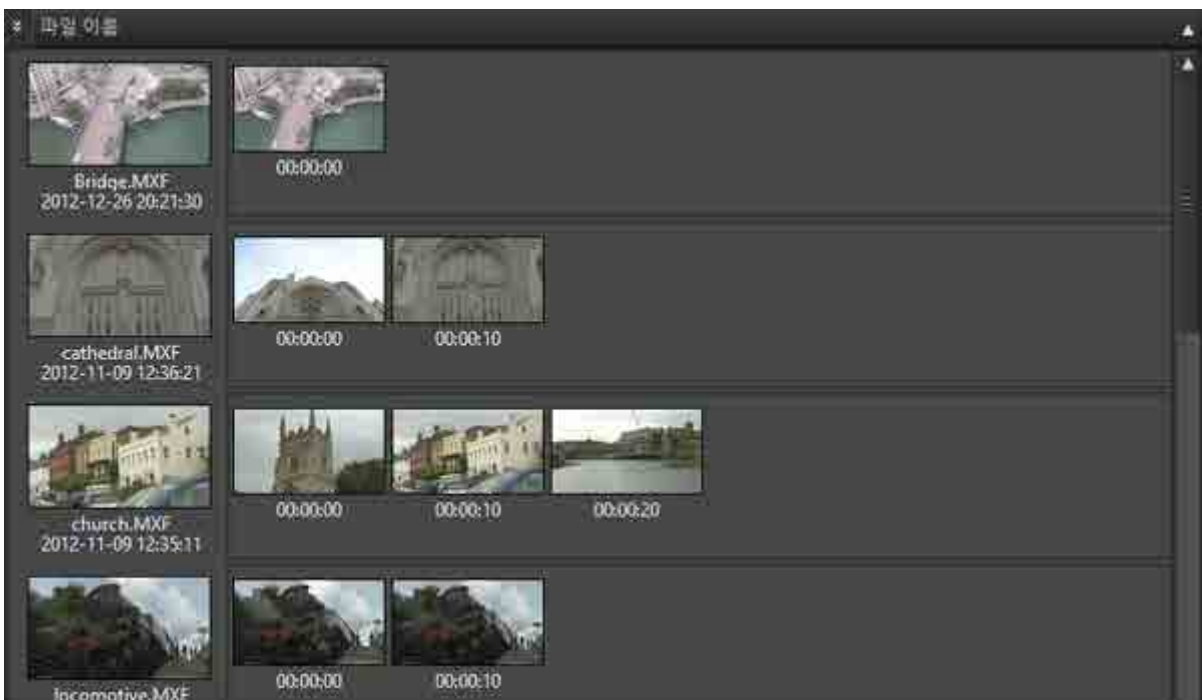 파일 이름
Bridge.MXF
2012-12-26 20:21:30
00:00:00
cathedral.MXF
2012-11-09 12:36:21
00:00:00 00:00:10
church.MXF
2012-11-09 12:35:11
00:00:00 00:00:10 00:00:20
locomotive.MXF
00:00:00 00:00:10